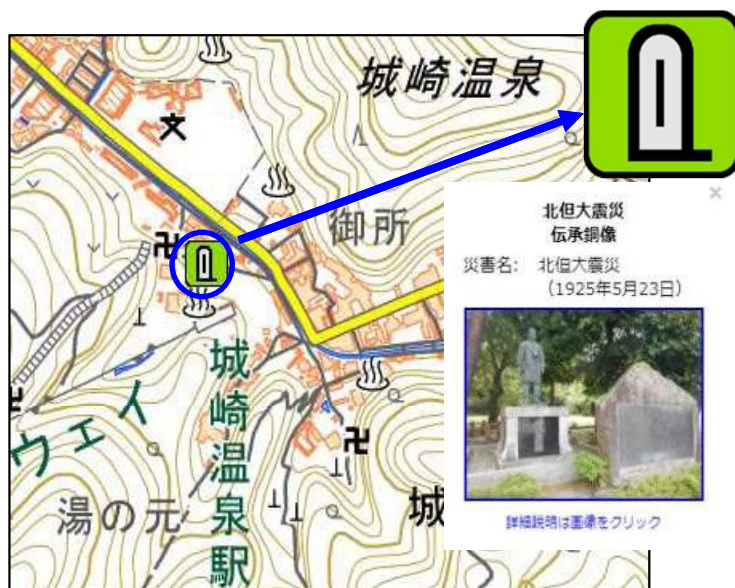 城崎温泉
御所
城崎温泉駅
ウェイ
湯の元
城
×
北但大震災
伝承銅像
災害名: 北但大震災
（1925年5月23日）
詳細説明は画像をクリック